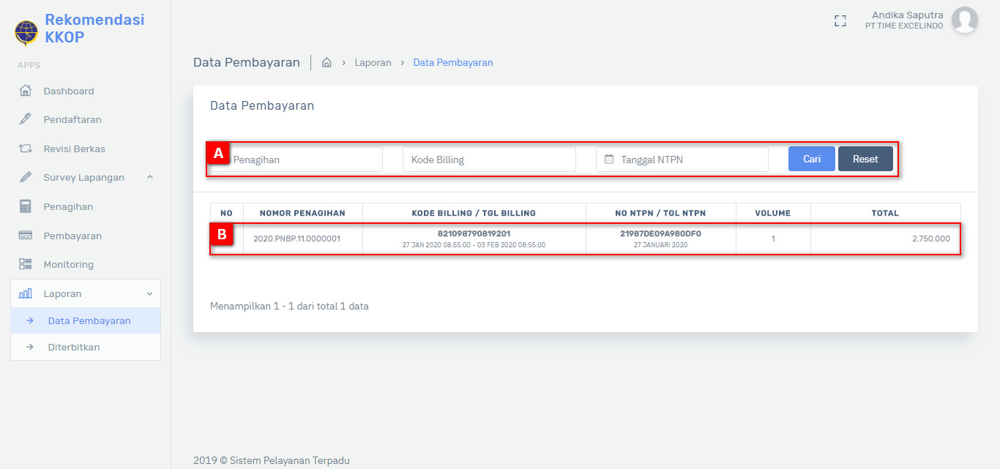 Rekomendasi
KKOP
Andika Saputra
PT TIME EXCELINDO
APPS
Dashboard
Pendaftaran
Revisi Berkas
Survey Lapangan
Penagihan
Pembayaran
Monitoring
Laporan
Data Pembayaran
Diterbitkan
Data Pembayaran
Laporan
Data Pembayaran
Data Pembayaran
A
Penagihan
Kode Billing
Tanggal NTPN
Cari
Reset
NO NOMOR PENAGIHAN KODE BILLING / TGL BILLING NO NTPN / TGL NTPN VOLUME TOTAL
B
2020.PNBP.11.0000001 821098790819201 21987DE09A980DF0 1 2.750.000
27 JAN 2020 08:55:00 - 03 FEB 2020 08:55:00 27 JANUARI 2020
Menampilkan 1 - 1 dari total 1 data
2019 © Sistem Pelayanan Terpadu